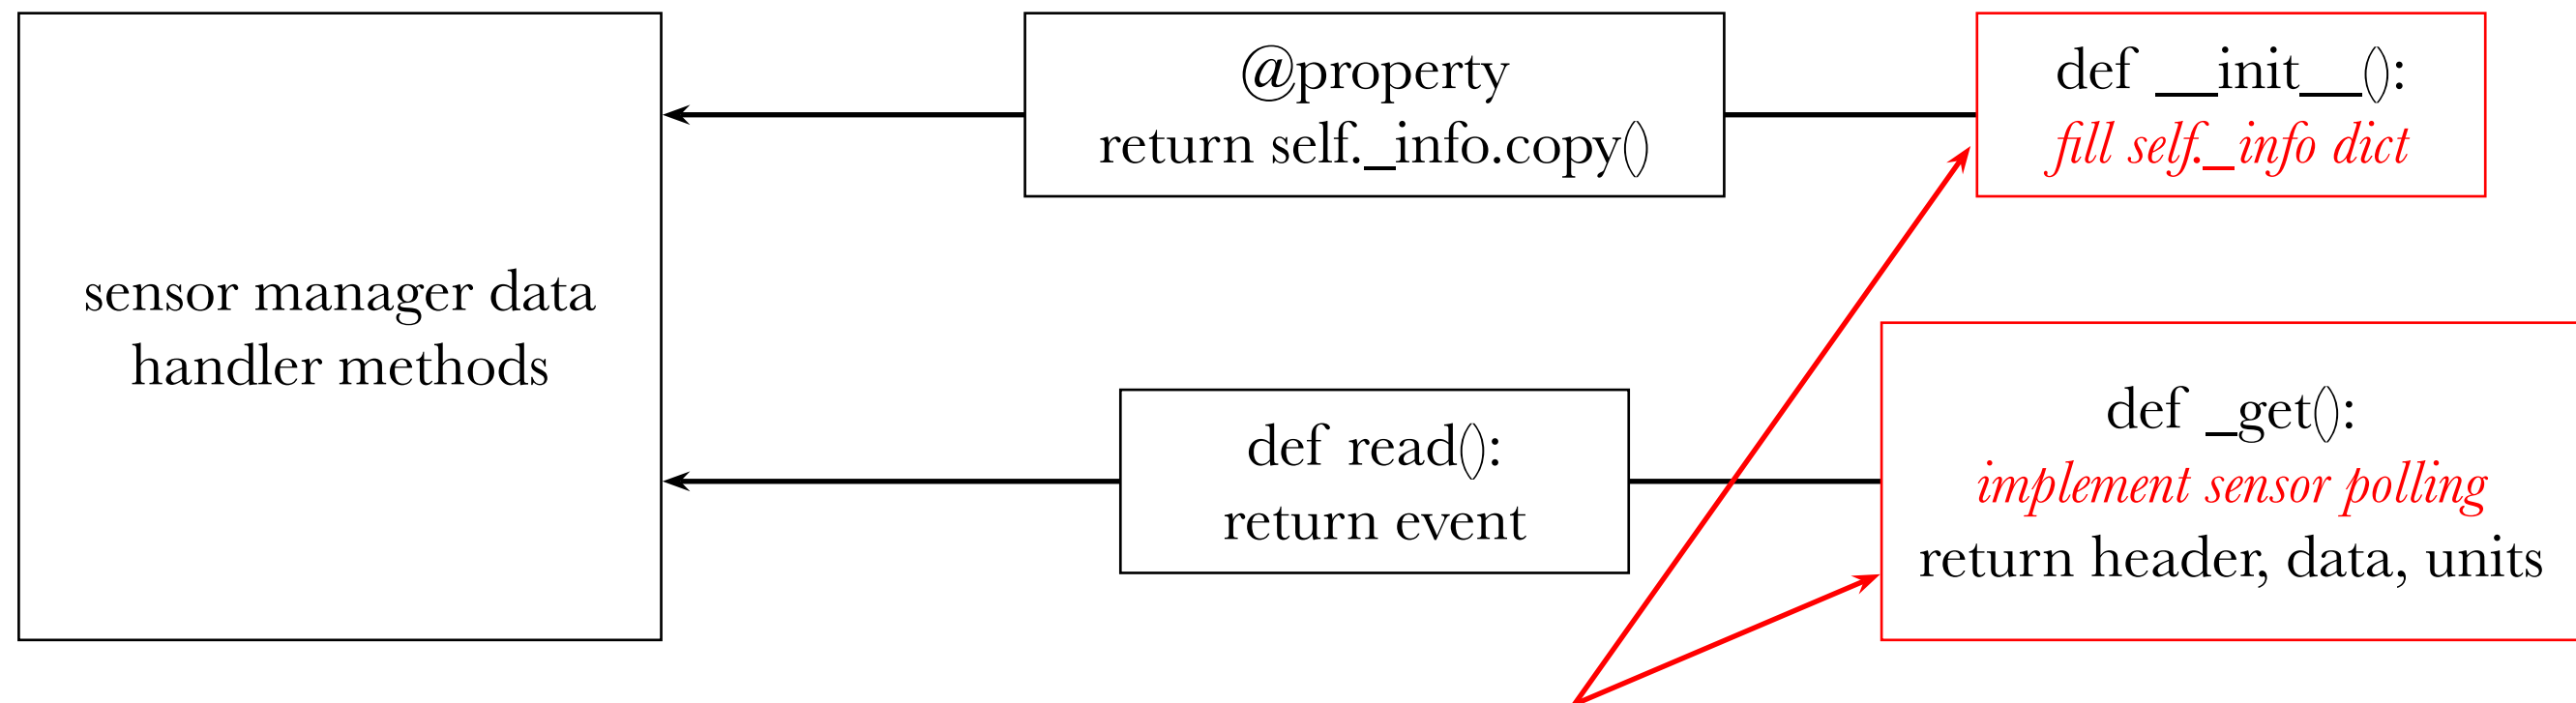 sensor manager data
handler methods
@property
return self._info.copy()
def __init__():
fill self._info dict
def read():
return event
def _get():
implement sensor polling
return header, data, units